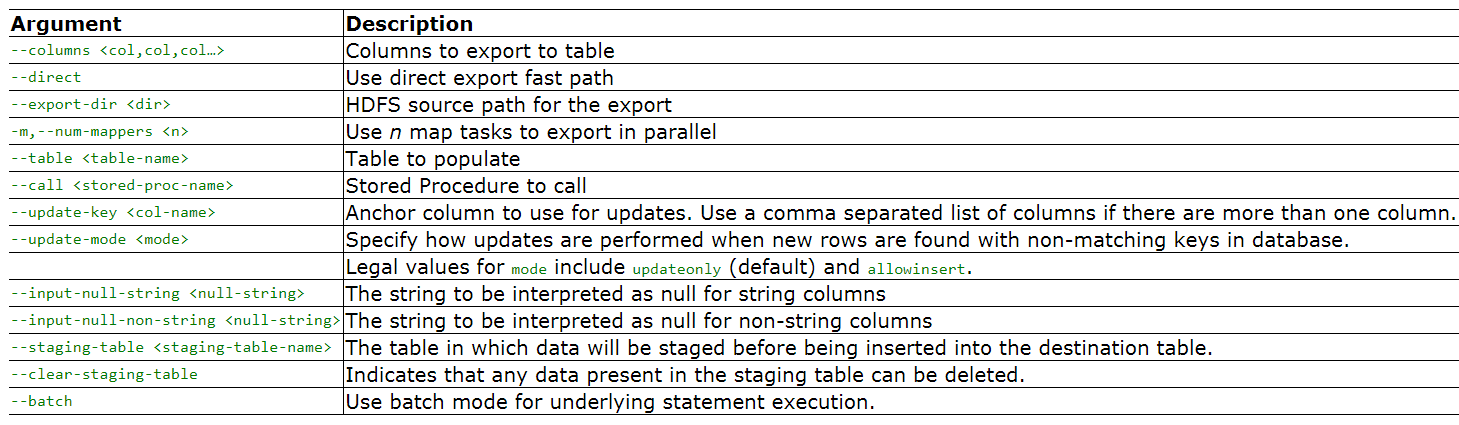 Argument Description
--columns <col,col,col…> Columns to export to table
--direct Use direct export fast path
--export-dir <dir> HDFS source path for the export
-m,--num-mappers <n> Use n map tasks to export in parallel
--table <table-name> Table to populate
--call <stored-proc-name> Stored Procedure to call
--update-key <col-name> Anchor column to use for updates. Use a comma separated list of columns if there are more than one column.
--update-mode <mode> Specify how updates are performed when new rows are found with non-matching keys in database.
Legal values for mode include updateonly (default) and allowinsert.
--input-null-string <null-string> The string to be interpreted as null for string columns
--input-null-non-string <null-string> The string to be interpreted as null for non-string columns
--staging-table <staging-table-name> The table in which data will be staged before being inserted into the destination table.
--clear-staging-table Indicates that any data present in the staging table can be deleted.
--batch Use batch mode for underlying statement execution.